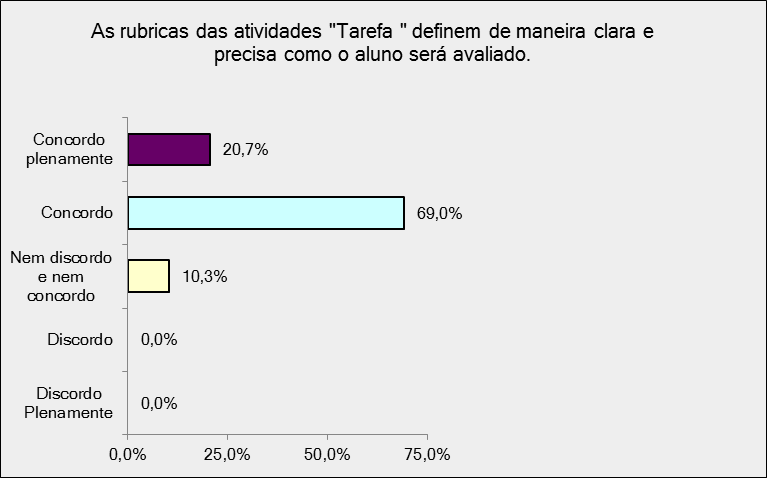 As rubricas das atividades "Tarefa " definem de maneira clara e
precisa como o aluno será avaliado.
Concordo
plenamente
20,7%
Concordo
69,0%
Nem discordo
e nem
concordo
10,3%
Discordo
0,0%
Discordo
Plenamente
0,0%
0,0% 25,0% 50,0% 75,0%